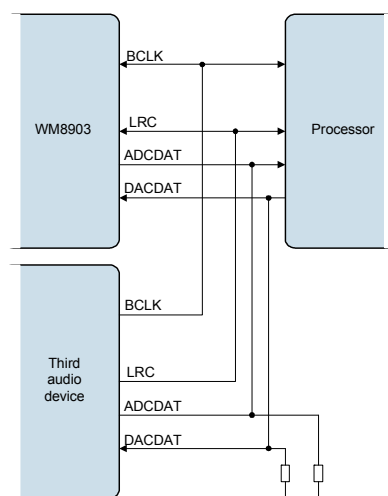 BCLK
WM8903
LRC
Processor
ADCDAT
DACDAT
BCLK
Third
audio
device
LRC
ADCDAT
DACDAT